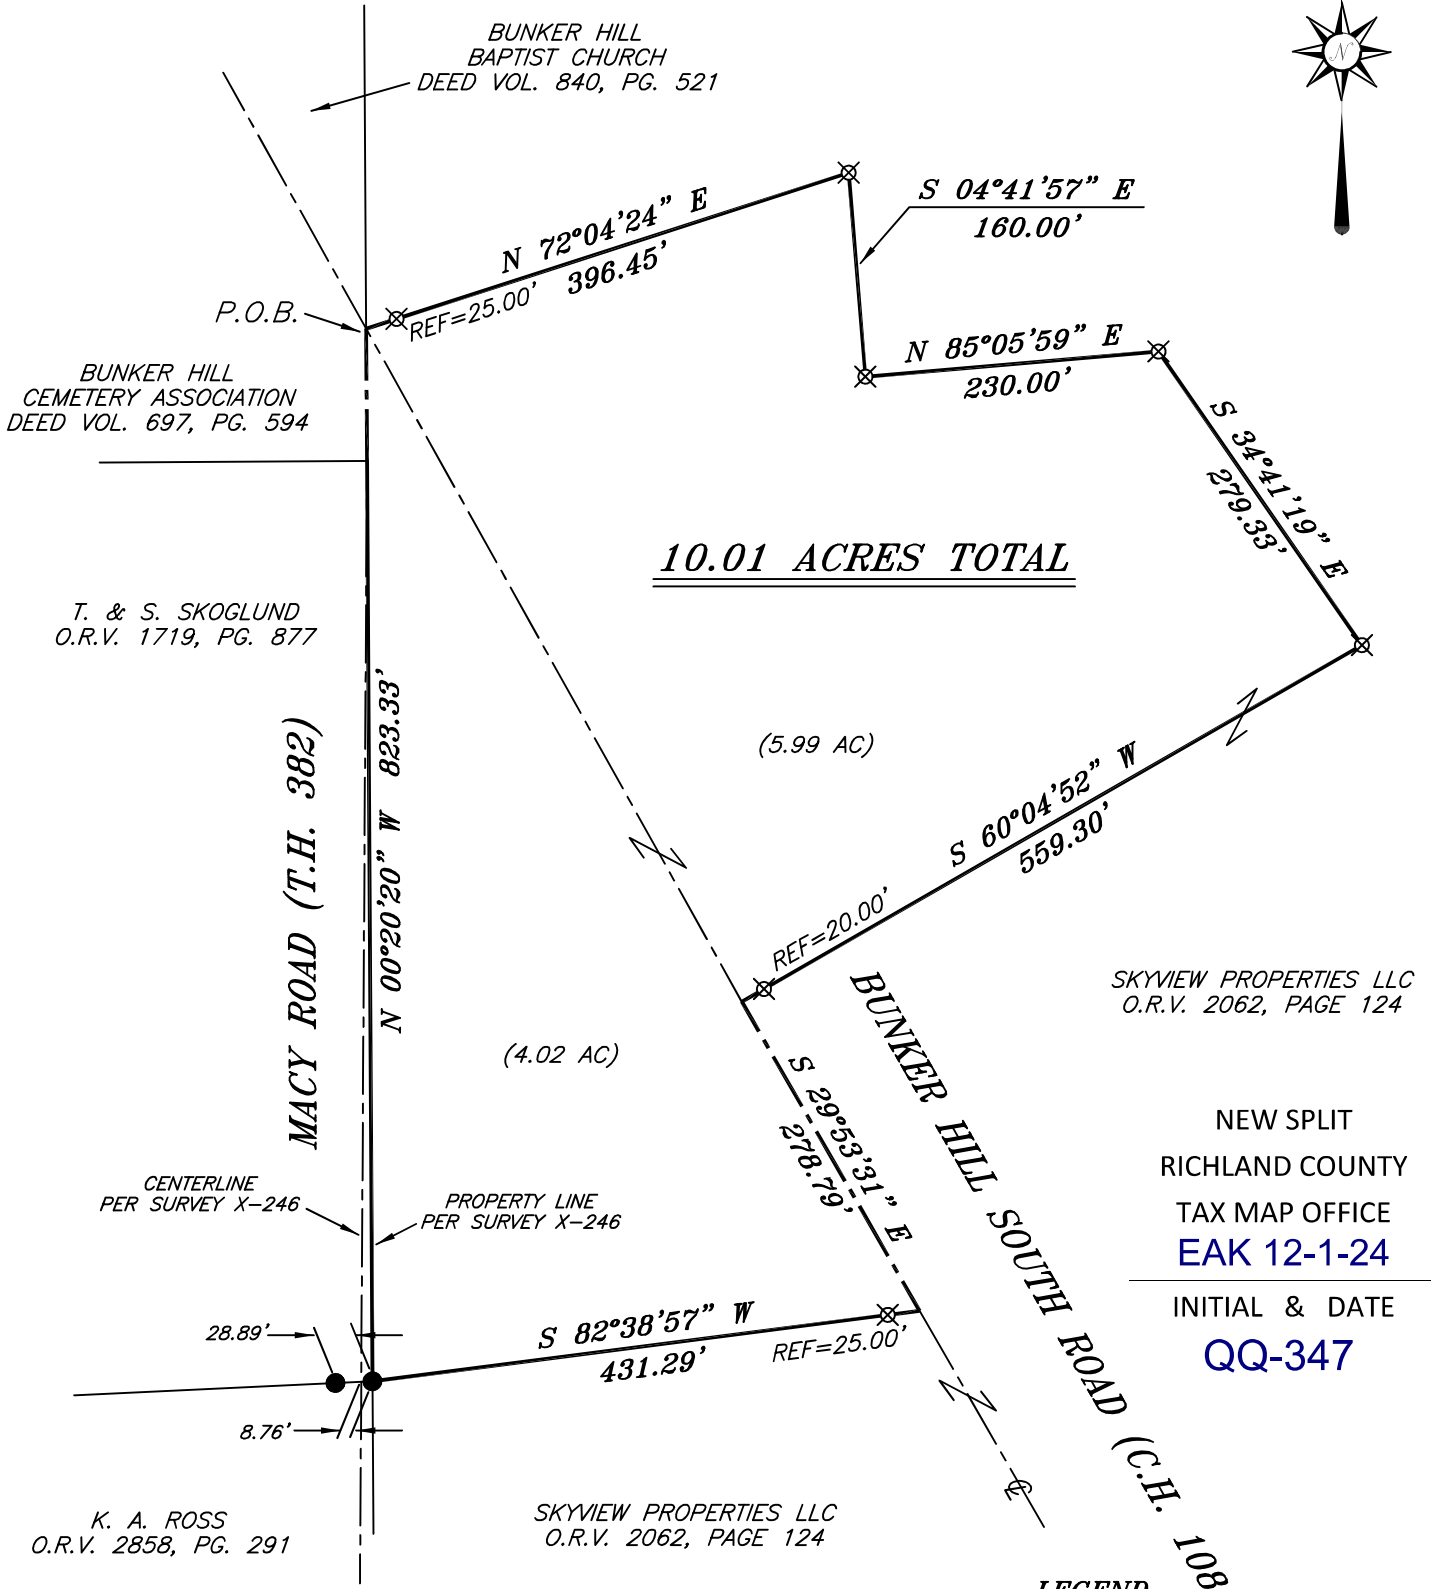 BUNKER HILL
BAPTIST CHURCH
DEED VOL. 840, PG. 521
N
S 04°41'57" E
160.00'
N 72°04'24" E
396.45'
REF=25.00'
P.O.B.
N 85°05'59" E
230.00'
BUNKER HILL
CEMETERY ASSOCIATION
DEED VOL. 697, PG. 594
S 34°41'19" E
279.33'
10.01 ACRES TOTAL
T. & S. SKOGLUND
O.R.V. 1719, PG. 877
MACY ROAD (T.H. 382)
N 00°20'20" W 823.33'
(5.99 AC)
S 60°04'52" W
559.30'
REF=20.00'
SKYVIEW PROPERTIES LLC
O.R.V. 2062, PAGE 124
BUNKER HILL SOUTH ROAD (C.H. 108
(4.02 AC)
S 29°53'31" E
278.79'
NEW SPLIT
RICHLAND COUNTY
TAX MAP OFFICE
EAK 12-1-24
INITIAL & DATE
QQ-347
CENTERLINE
PER SURVEY X-246
PROPERTY LINE
PER SURVEY X-246
28.89'
S 82°38'57" W
431.29'
REF=25.00'
8.76'
K. A. ROSS
O.R.V. 2858, PG. 291
SKYVIEW PROPERTIES LLC
O.R.V. 2062, PAGE 124
℄
LEGEND